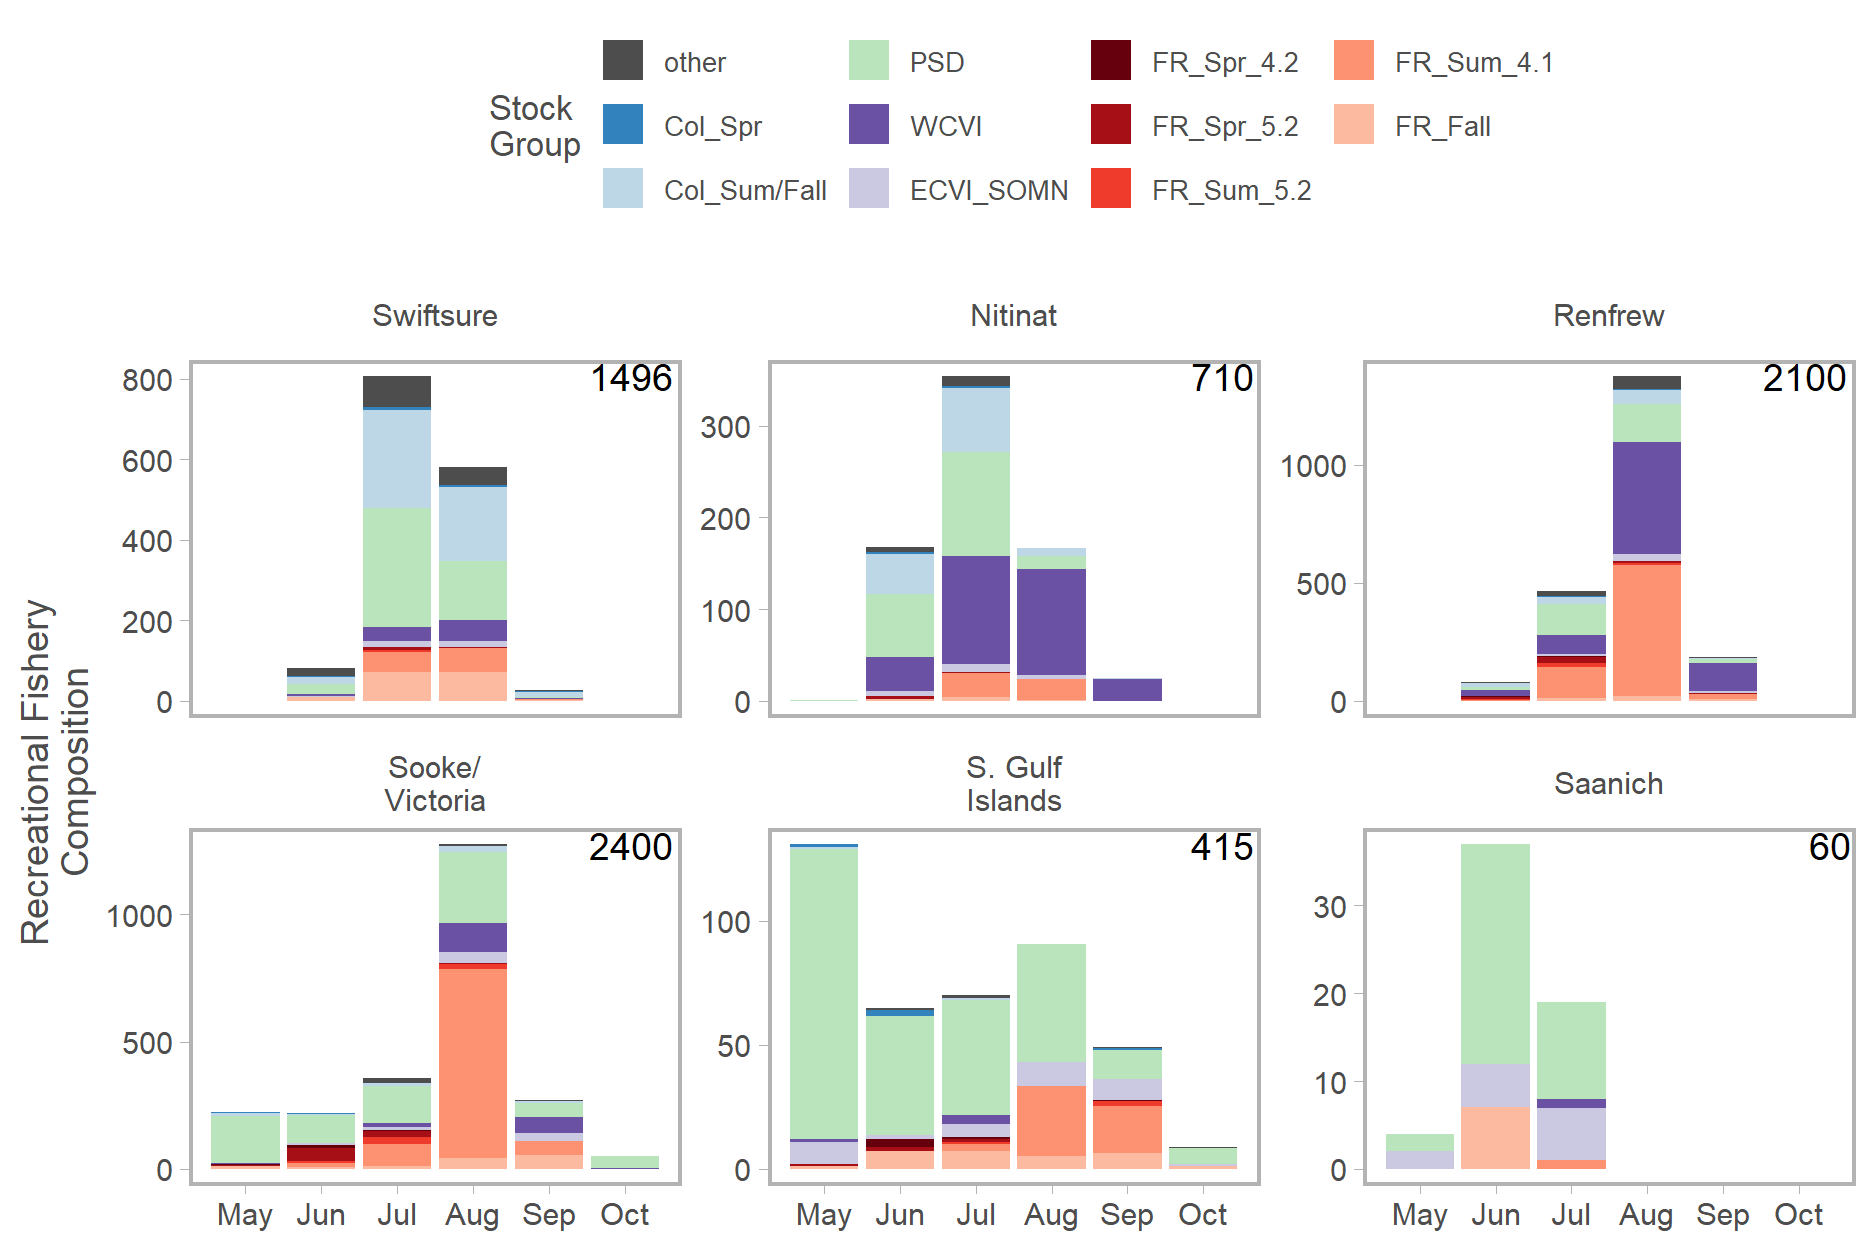 Stock
Group
other
Col_Spr
Col_Sum/Fall
PSD
WCVI
ECVI_SOMN
FR_Spr_4.2
FR_Spr_5.2
FR_Sum_5.2
FR_Sum_4.1
FR_Fall
Recreational Fishery
Composition
Swiftsure
1496
800
600
400
200
0
Nitinat
710
300
200
100
0
Renfrew
2100
1000
500
0
Sooke/
Victoria
2400
1000
500
0
May Jun Jul Aug Sep Oct
S. Gulf
Islands
415
100
50
0
May Jun Jul Aug Sep Oct
Saanich
60
30
20
10
0
May Jun Jul Aug Sep Oct